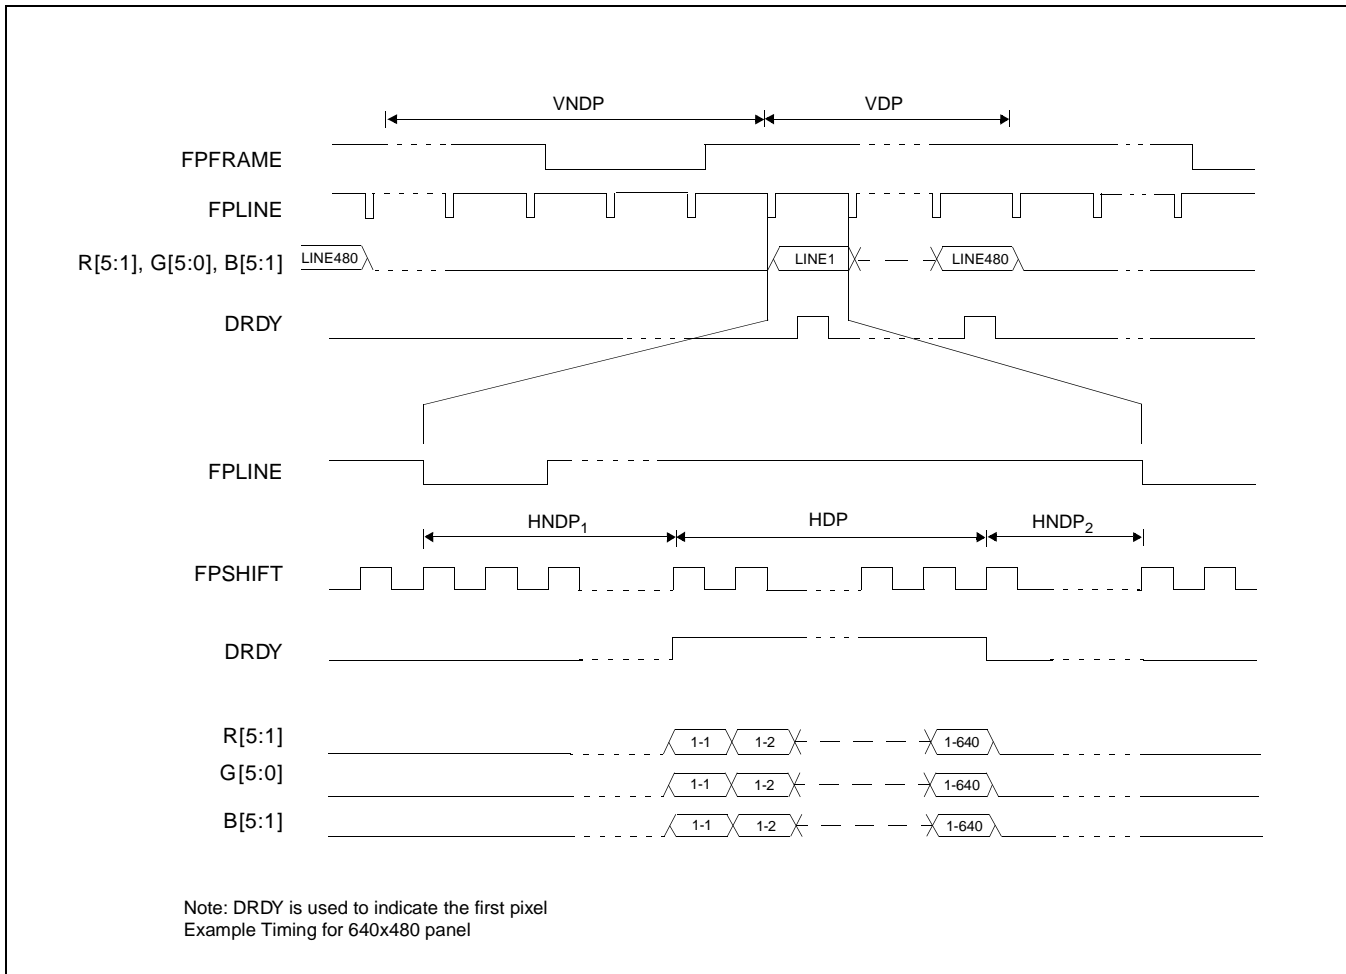 VNDP VDP
FPFRAME
FPLINE
R[5:1], G[5:0], B[5:1] LINE480 LINE1 LINE480
DRDY
FPLINE
HNDP1 HDP HNDP2
FPSHIFT
DRDY
R[5:1] 1-1 1-2 1-640
G[5:0] 1-1 1-2 1-640
B[5:1] 1-1 1-2 1-640
Note: DRDY is used to indicate the first pixel
Example Timing for 640x480 panel